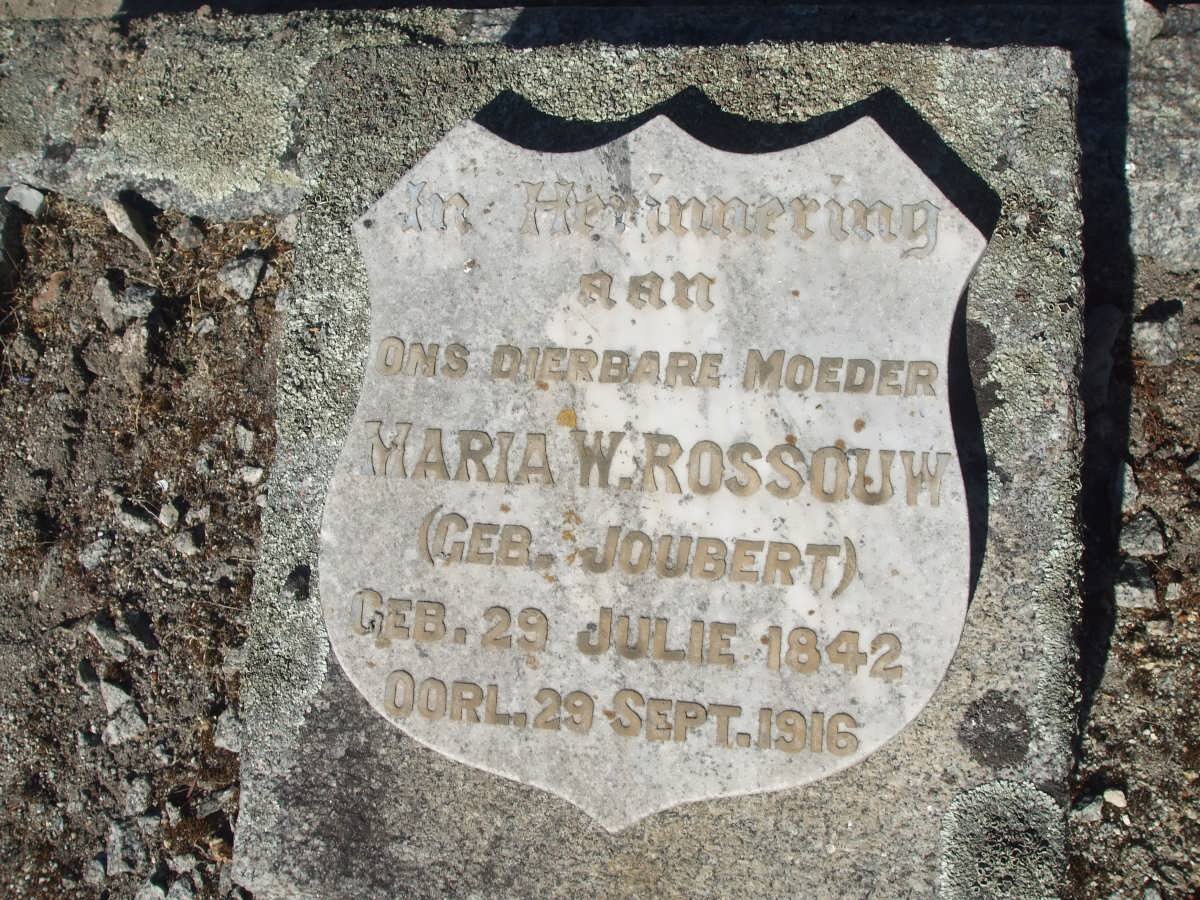 In Herinnering
aan
ONS DIERBARE MOEDER
MARIA W. ROSSOUW
(GEB. JOUBERT)
GEB. 29 JULIE 1842
OORL. 29 SEPT. 1916